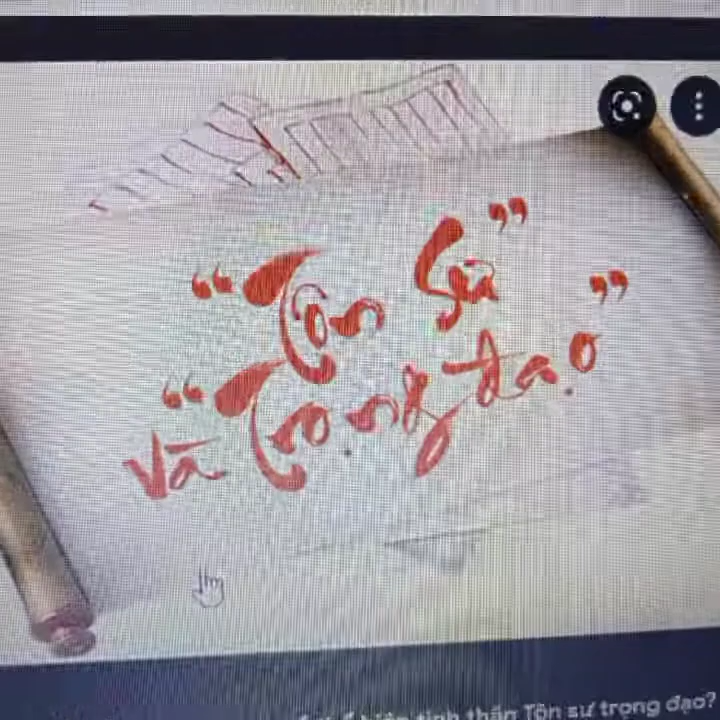 “Tôn Sư”
và “Trọng đạo”
tinh thần Tôn sư trọng đạo?